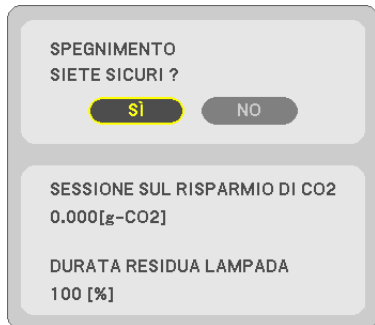 SPEGNIMENTO
SIETE SICURI ?
SÌ NO
SESSIONE SUL RISPARMIO DI CO2
0.000[g-CO2]
DURATA RESIDUA LAMPADA
100 [%]